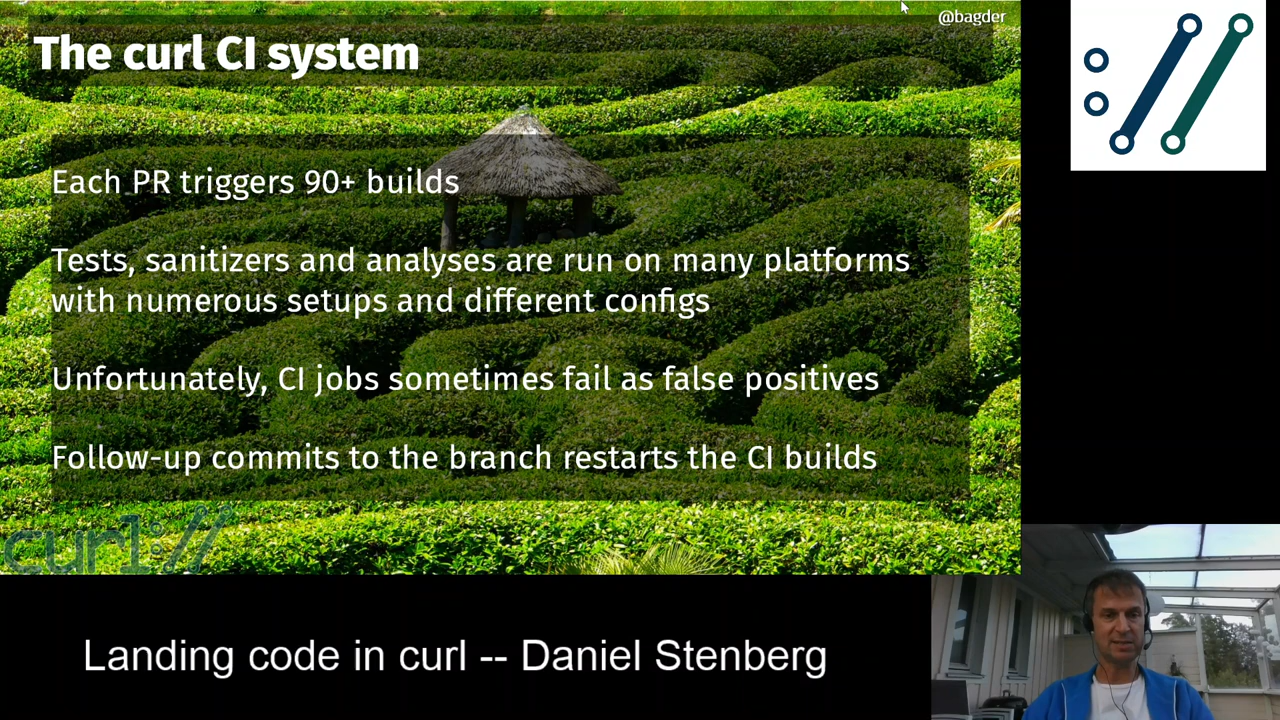 @bagder
The curl CI system
Each PR triggers 90+ builds
Tests, sanitizers and analyses are run on many platforms
with numerous setups and different configs
Unfortunately, CI jobs sometimes fail as false positives
Follow-up commits to the branch restarts the CI builds
curl://
Landing code in curl -- Daniel Stenberg